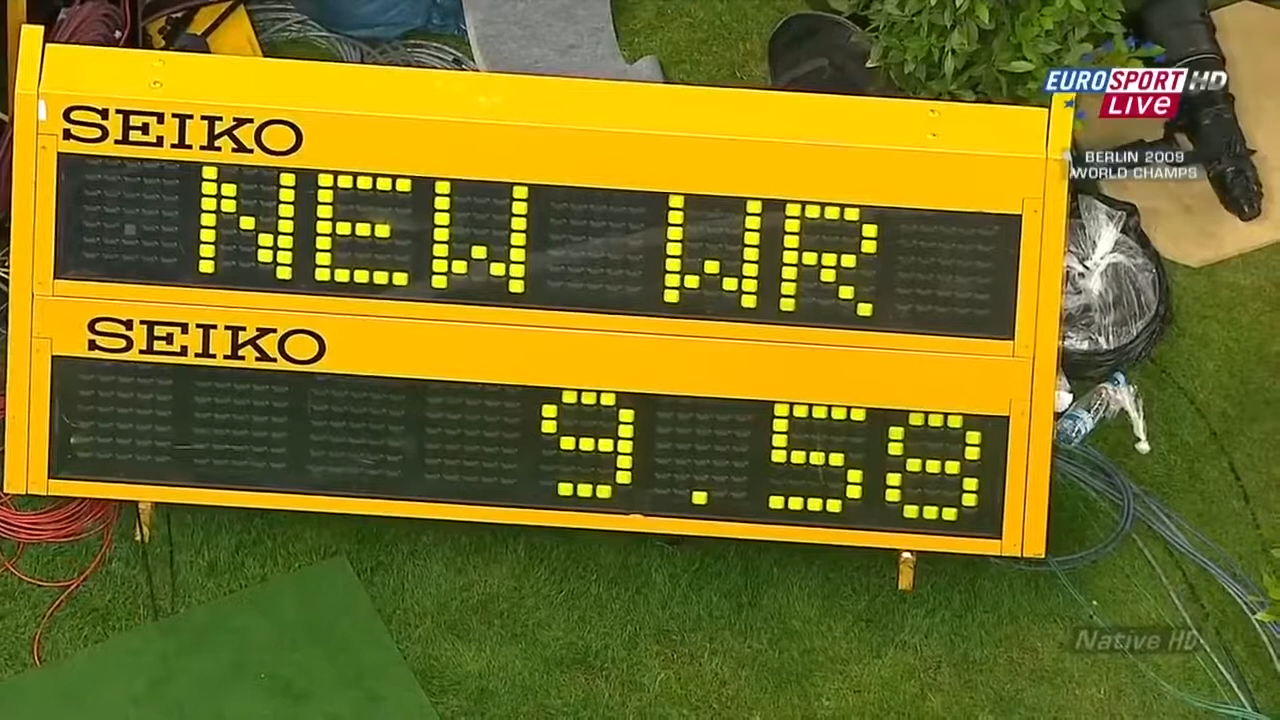 SEIKO
NEW WR
SEIKO
9.58
EUROSPORT HD
LIVE
BERLIN 2009
WORLD CHAMPS
Native HD